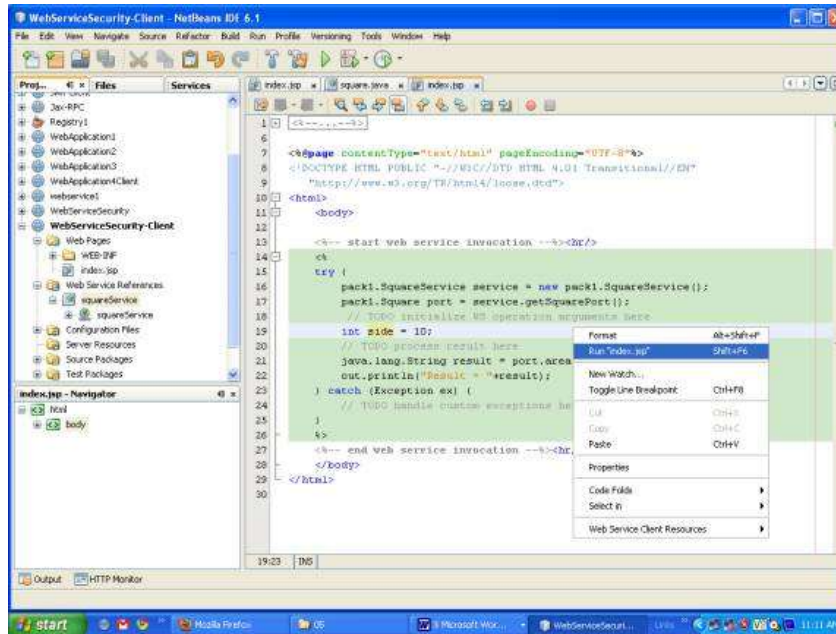 WebServiceSecurity-Client - NetBeans IDE 6.1
File Edit View Navigate Source Refactor Build Run Profile Versioning Tools Window Help
Proj... Files Services
index.jsp square.java index.jsp
Jax-RPC
Registry1
WebApplication1
WebApplication2
WebApplication3
WebApplication4Client
webservice1
WebServiceSecurity
WebServiceSecurity-Client
Web Pages
WEB-INF
index.jsp
Web Service References
squareService
squareService
Configuration Files
Server Resources
Source Packages
Test Packages
index.jsp - Navigator
html
body
1 <%--...--%>
6
7 <%@page contentType="text/html" pageEncoding="UTF-8"%>
8 <!DOCTYPE HTML PUBLIC "-//W3C//DTD HTML 4.01 Transitional//EN"
9 "http://www.w3.org/TR/html4/loose.dtd">
10 <html>
11 <body>
12
13 <%-- start web service invocation --%><hr/>
14 <%
15 try {
16 pack1.SquareService service = new pack1.SquareService();
17 pack1.Square port = service.getSquarePort();
18 // TODO initialize WS operation arguments here
19 int side = 10;
20 // TODO process result here
21 java.lang.String result = port.area
22 out.println("Result = "+result);
23 } catch (Exception ex) {
24 // TODO handle custom exceptions he
25 }
26 %>
27 <%-- end web service invocation --%><hr
28 </body>
29 </html>
30
Format Alt+Shift+F
Run "index.jsp" Shift+F6
New Watch...
Toggle Line Breakpoint Ctrl+F8
Cut Ctrl+X
Copy Ctrl+C
Paste Ctrl+V
Properties
Code Folds
Select in
Web Service Client Resources
19:23 INS
Output HTTP Monitor
start Mozilla Firefox 05 Microsoft Wor... WebServiceSecuri... Links 11:11 AM